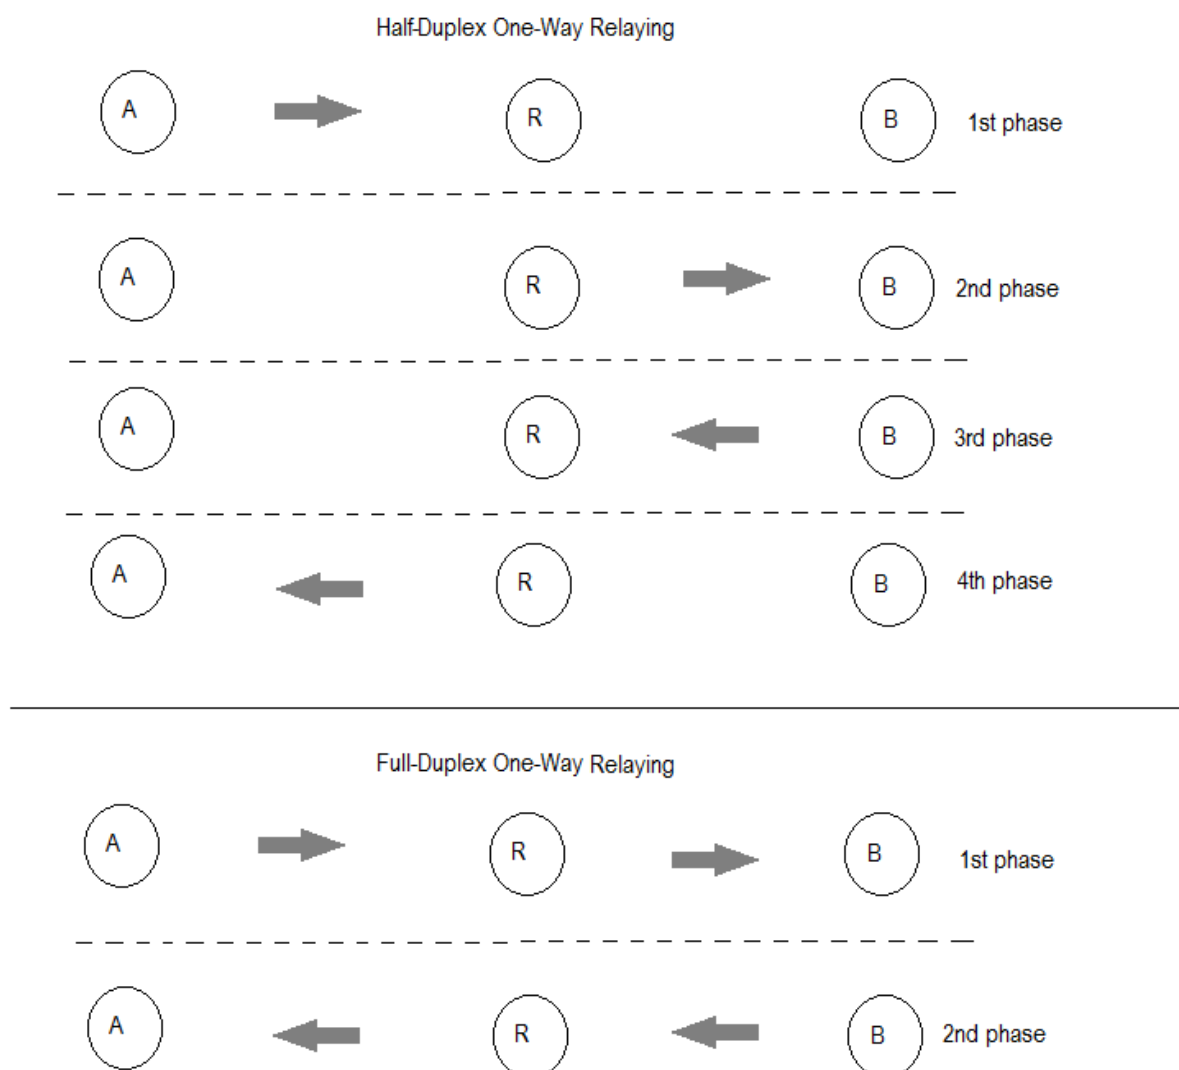 Half-Duplex One-Way Relaying
A R B 1st phase
A R B 2nd phase
A R B 3rd phase
A R B 4th phase
Full-Duplex One-Way Relaying
A R B 1st phase
A R B 2nd phase